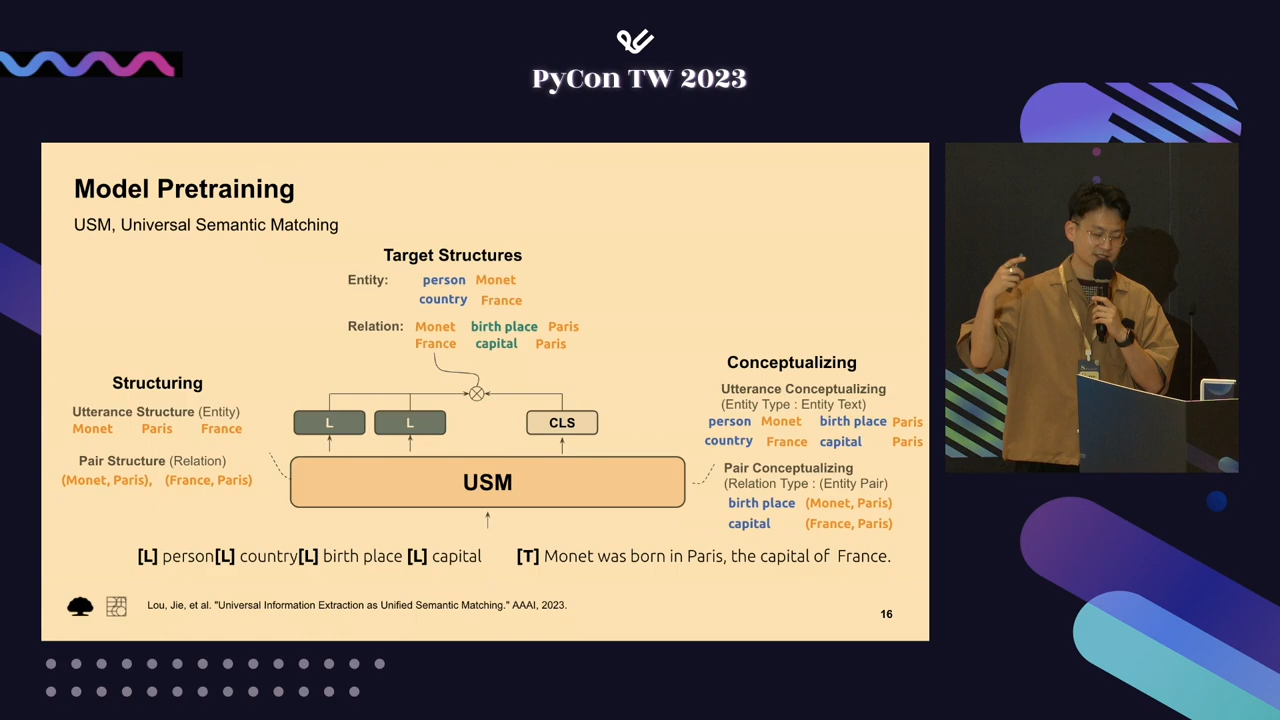 PyCon TW 2023
Model Pretraining
USM, Universal Semantic Matching
Target Structures
Entity: person Monet
country France
Relation: Monet birth place Paris
France capital Paris
Structuring
Utterance Structure (Entity)
Monet Paris France
Pair Structure (Relation)
(Monet, Paris), (France, Paris)
L L CLS
USM
Conceptualizing
Utterance Conceptualizing
(Entity Type : Entity Text)
person Monet birth place Paris
country France capital Paris
Pair Conceptualizing
(Relation Type : (Entity Pair)
birth place (Monet, Paris)
capital (France, Paris)
[L] person[L] country[L] birth place [L] capital [T] Monet was born in Paris, the capital of France.
Lou, Jie, et al. "Universal Information Extraction as Unified Semantic Matching." AAAI, 2023.
16